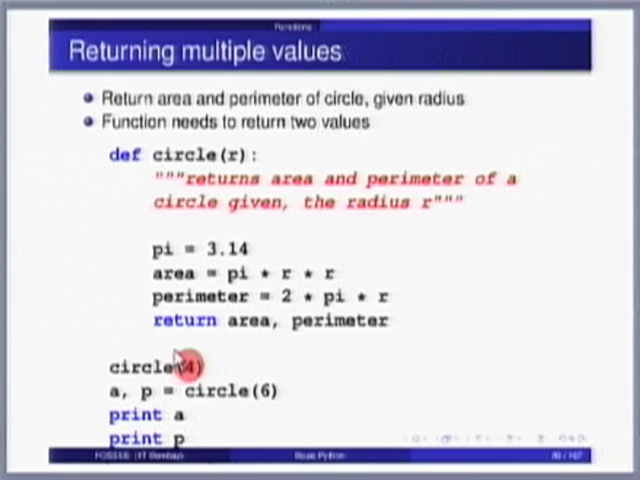 Functions
Returning multiple values
Return area and perimeter of circle, given radius
Function needs to return two values
def circle(r):
"""returns area and perimeter of a
circle given, the radius r"""
pi = 3.14
area = pi * r * r
perimeter = 2 * pi * r
return area, perimeter
circle(4)
a, p = circle(6)
print a
print p
FOSSEE (IIT Bombay) Basic Python 80 / 107